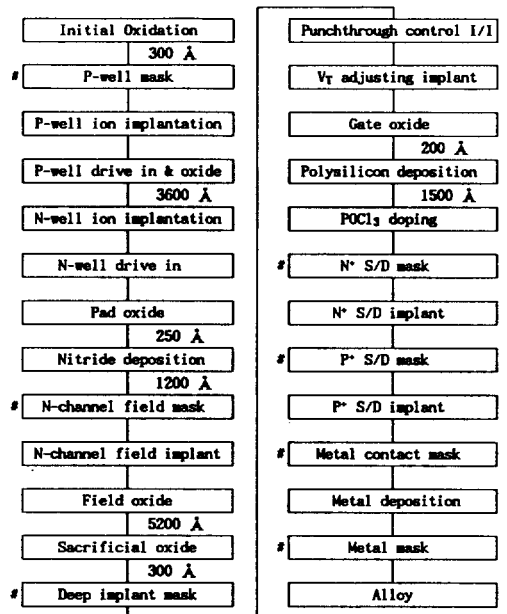 Initial Oxidation
300 Å
# P-well mask
P-well ion implantation
P-well drive in & oxide
3600 Å
N-well ion implantation
N-well drive in
Pad oxide
250 Å
Nitride deposition
1200 Å
# N-channel field mask
N-channel field implant
Field oxide
5200 Å
Sacrificial oxide
300 Å
# Deep implant mask
Punchthrough control I/I
VT adjusting implant
Gate oxide
200 Å
Polysilicon deposition
1500 Å
POCl3 doping
# N+ S/D mask
N+ S/D implant
# P+ S/D mask
P+ S/D implant
# Metal contact mask
Metal deposition
# Metal mask
Alloy